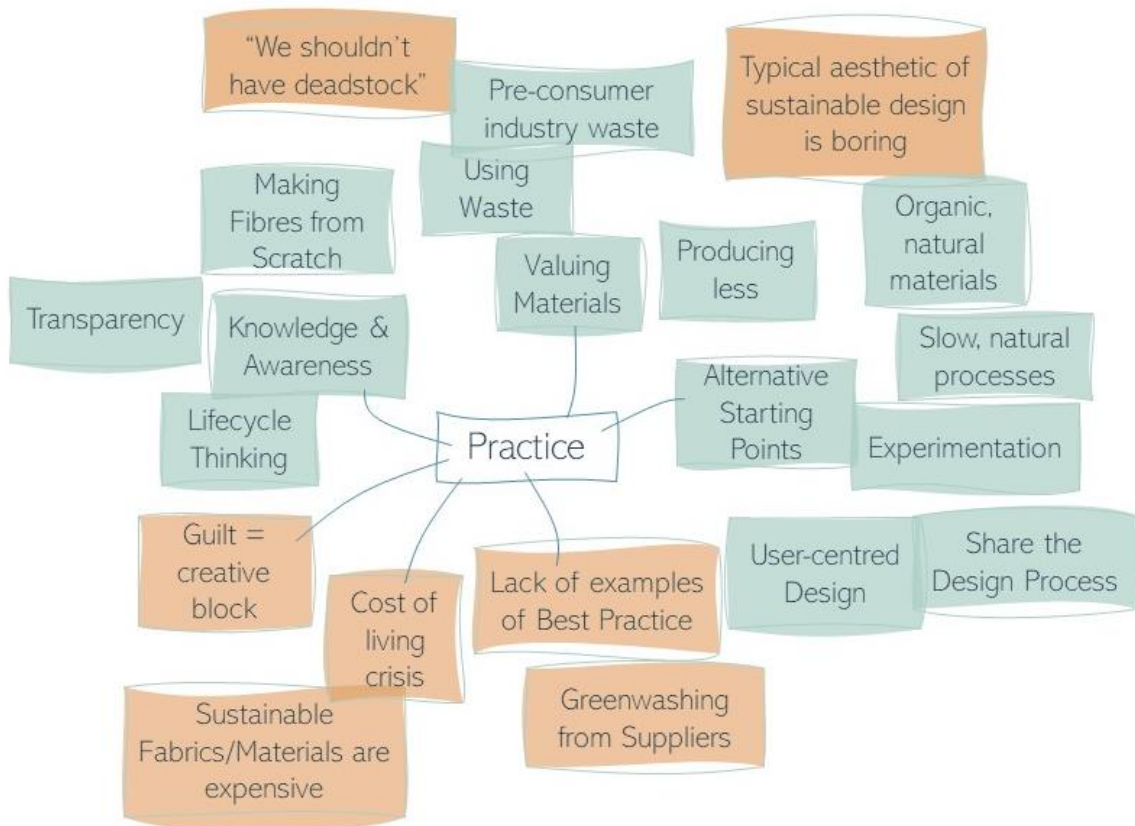 “We shouldn’t
have deadstock”
Pre-consumer
industry waste
Typical aesthetic of
sustainable design
is boring
Using
Waste
Making
Fibres from
Scratch
Organic,
natural
materials
Valuing
Materials
Producing
less
Transparency
Knowledge &
Awareness
Slow, natural
processes
Alternative
Starting
Points
Lifecycle
Thinking
Practice
Experimentation
Guilt =
creative
block
Cost of
living
crisis
Lack of examples
of Best Practice
User-centred
Design
Share the
Design Process
Sustainable
Fabrics/Materials are
expensive
Greenwashing
from Suppliers